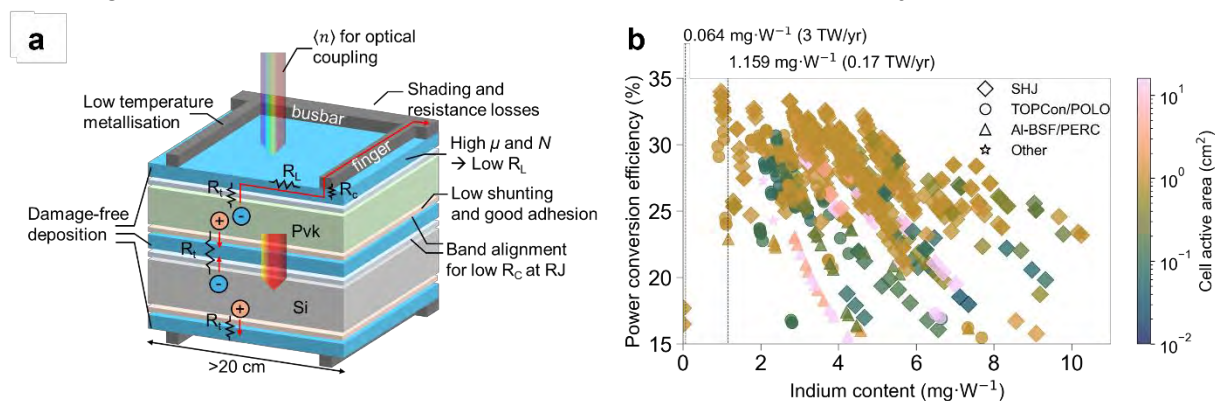 a
⟨n⟩ for optical
coupling
Low temperature
metallisation
busbar
Shading and
resistance losses
finger
High μ and N
→ Low R_L
R_L
R_t
R_c
Low shunting
and good adhesion
Damage-free
deposition
Pvk
Band alignment
for low R_C at RJ
R_t
Si
R_t
>20 cm
b
0.064 mg·W⁻¹ (3 TW/yr)
1.159 mg·W⁻¹ (0.17 TW/yr)
Power conversion efficiency (%)
35
30
25
20
15
SHJ
TOPCon/POLO
Al-BSF/PERC
Other
0
2
4
6
8
10
Indium content (mg·W⁻¹)
10¹
10⁰
10⁻¹
10⁻²
Cell active area (cm²)